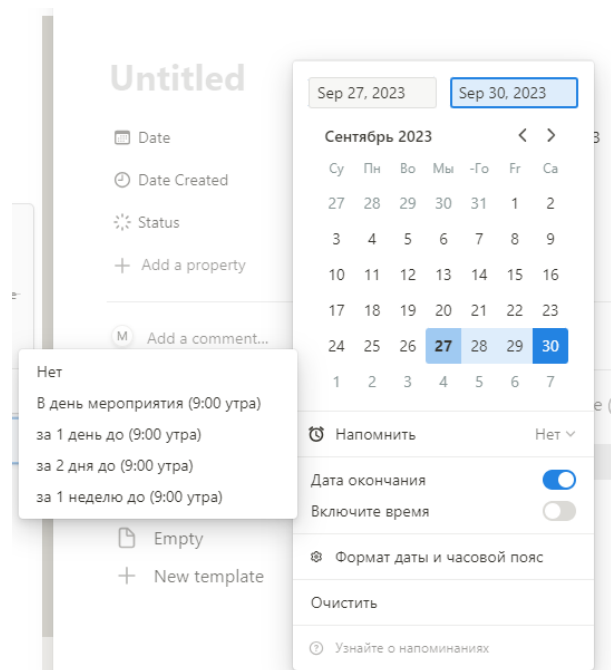 Untitled
Date
Date Created
Status
Add a property
M Add a comment...
Нет
В день мероприятия (9:00 утра)
за 1 день до (9:00 утра)
за 2 дня до (9:00 утра)
за 1 неделю до (9:00 утра)
Empty
New template
Sep 27, 2023 Sep 30, 2023
Сентябрь 2023
Су Пн Во Мы -Го Fr Са
27 28 29 30 31 1 2
3 4 5 6 7 8 9
10 11 12 13 14 15 16
17 18 19 20 21 22 23
24 25 26 27 28 29 30
1 2 3 4 5 6 7
Напомнить Нет
Дата окончания
Включите время
Формат даты и часовой пояс
Очистить
Узнайте о напоминаниях